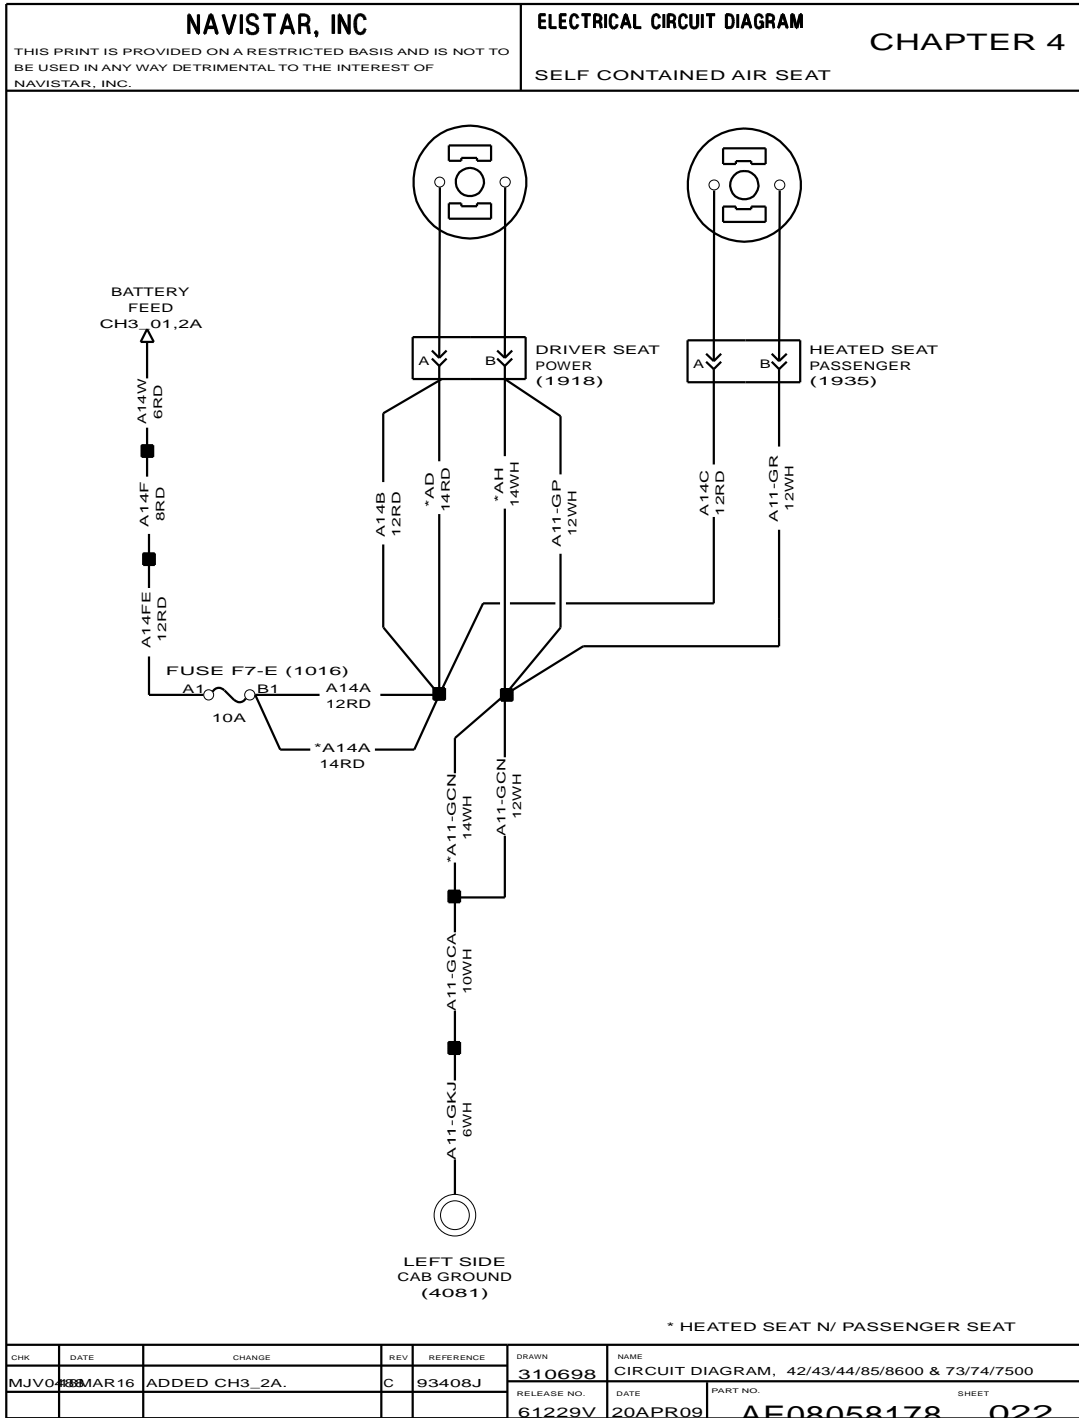 NAVISTAR, INC
THIS PRINT IS PROVIDED ON A RESTRICTED BASIS AND IS NOT TO
BE USED IN ANY WAY DETRIMENTAL TO THE INTEREST OF
NAVISTAR, INC.
ELECTRICAL CIRCUIT DIAGRAM
CHAPTER 4
SELF CONTAINED AIR SEAT
BATTERY
FEED
CH3_01,2A
A
B
DRIVER SEAT
POWER
(1918)
A
B
HEATED SEAT
PASSENGER
(1935)
A14W
6RD
A14F
8RD
A14FE
12RD
A14B
12RD
*AD
14RD
*AH
14WH
A11-GP
12WH
A14C
12RD
A11-GR
12WH
FUSE F7-E (1016)
A1
B1
10A
A14A
12RD
*A14A
14RD
*A11-GCN
14WH
A11-GCN
12WH
A11-GCA
10WH
A11-GKJ
6WH
LEFT SIDE
CAB GROUND
(4081)
* HEATED SEAT N/ PASSENGER SEAT
CHK
DATE
CHANGE
REV
REFERENCE
DRAWN
NAME
ADDED CH3_2A.
C
93408J
310698
CIRCUIT DIAGRAM, 42/43/44/85/8600 & 73/74/7500
RELEASE NO.
DATE
PART NO.
SHEET
61229V
20APR09
AE08058178
022